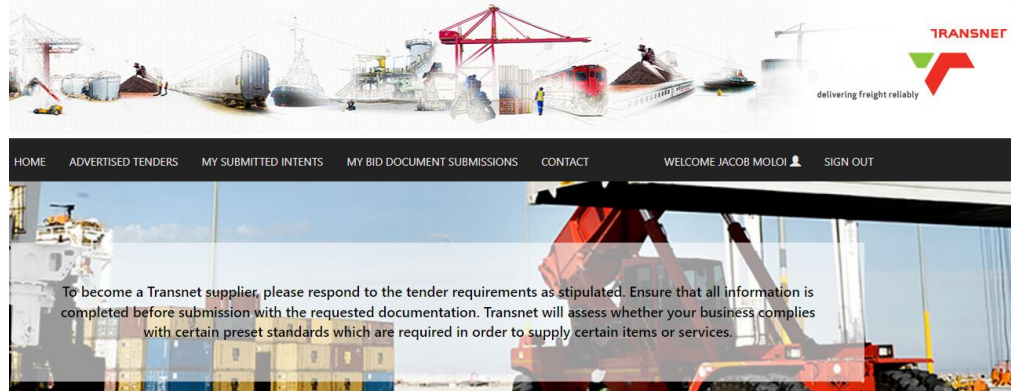 TRANSNET
delivering freight reliably
HOME ADVERTISED TENDERS MY SUBMITTED INTENTS MY BID DOCUMENT SUBMISSIONS CONTACT WELCOME JACOB MOLOI SIGN OUT
To become a Transnet supplier, please respond to the tender requirements as stipulated. Ensure that all information is
completed before submission with the requested documentation. Transnet will assess whether your business complies
with certain preset standards which are required in order to supply certain items or services.